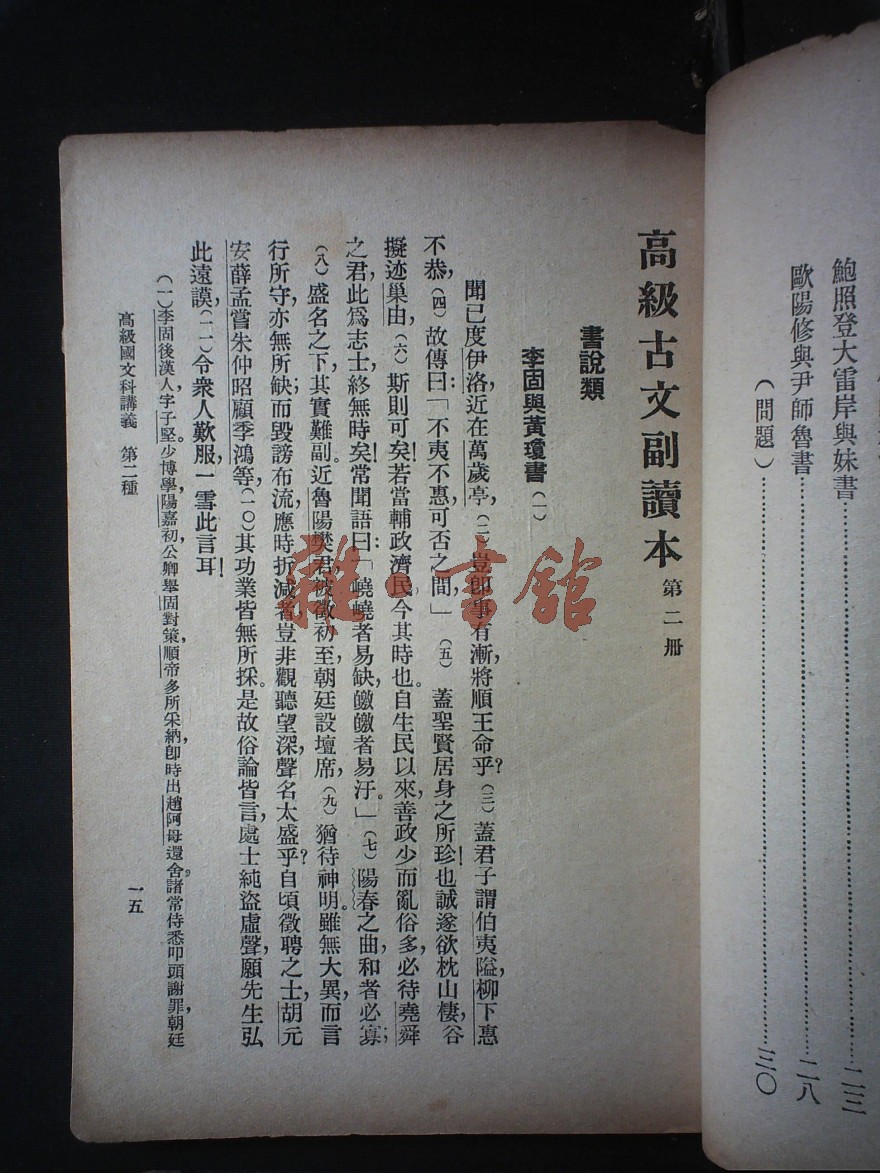 鮑照登大雷岸與妹書……………二三
歐陽修與尹師魯書……………二八
（問題）……………三〇
高級古文副讀本 第二册
書說類
李固與黃瓊書（一）
聞已度伊洛，近在萬歲亭，（二）豈卽事有漸，將順王命乎？（三）蓋君子謂伯夷隘，柳下惠
不恭，（四）故傳曰：「不夷不惠，可否之間，」（五）蓋聖賢居身之所珍也！誠遂欲枕山棲谷，
擬迹巢由，（六）斯則可矣！若當輔政濟民，今其時也。自生民以來，善政少而亂俗多，必待堯舜
之君，此爲志士終無時矣！常聞語曰：「嶢嶢者易缺，皦皦者易汙。」（七）陽春之曲，和者必寡；
（八）盛名之下，其實難副。近魯陽樊君被徵，初至，朝廷設壇席，（九）猶待神明。雖無大異，而言
行所守，亦無所缺；而毀謗布流，應時折減者，豈非觀聽望深，聲名太盛乎？自頃徵聘之士，胡元
安薛孟嘗朱仲昭顧季鴻等，（一〇）其功業皆無所採。是故俗論皆言，處士純盜虛聲，願先生弘
此遠謨，（一一）令衆人歎服，一雪此言耳！
（一）李固後漢人，字子堅。少博學，陽嘉初，公卿舉固對策，順帝多所采納，卽時出趙阿母還舍。諸常侍悉叩頭謝罪，朝廷
高級國文科講義　第二種
一五
雜·書館